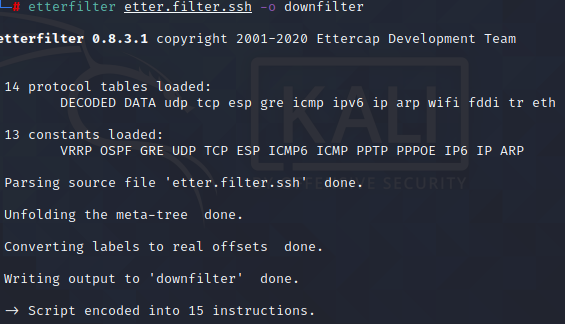 # etterfilter etter.filter.ssh -o downfilter
etterfilter 0.8.3.1 copyright 2001-2020 Ettercap Development Team
14 protocol tables loaded:
DECODED DATA udp tcp esp gre icmp ipv6 ip arp wifi fddi tr eth
13 constants loaded:
VRRP OSPF GRE UDP TCP ESP ICMP6 ICMP PPTP PPPOE IP6 IP ARP
Parsing source file 'etter.filter.ssh'  done.
Unfolding the meta-tree  done.
Converting labels to real offsets  done.
Writing output to 'downfilter'  done.
-> Script encoded into 15 instructions.
KALI
SECURITY